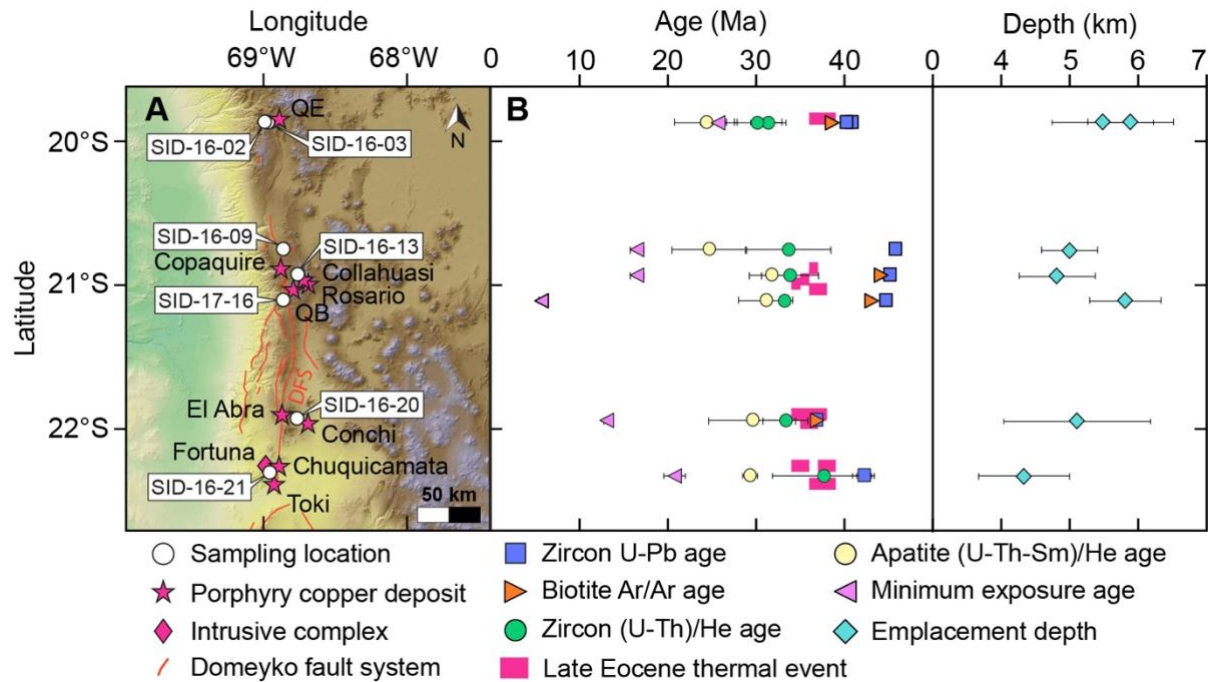 Longitude Age (Ma) Depth (km)
69°W 68°W 0 10 20 30 40 0 4 5 6 7
A QE B
N
20°S
SID-16-02 SID-16-03
SID-16-09 SID-16-13
Copaquire Collahuasi
21°S
Rosario
SID-17-16
QB
Latitude
DFS
SID-16-20
El Abra
22°S
Conchi
Fortuna
Chuquicamata
SID-16-21
50 km
Toki
Sampling location Zircon U-Pb age Apatite (U-Th-Sm)/He age
Porphyry copper deposit Biotite Ar/Ar age Minimum exposure age
Intrusive complex Zircon (U-Th)/He age Emplacement depth
Domeyko fault system Late Eocene thermal event